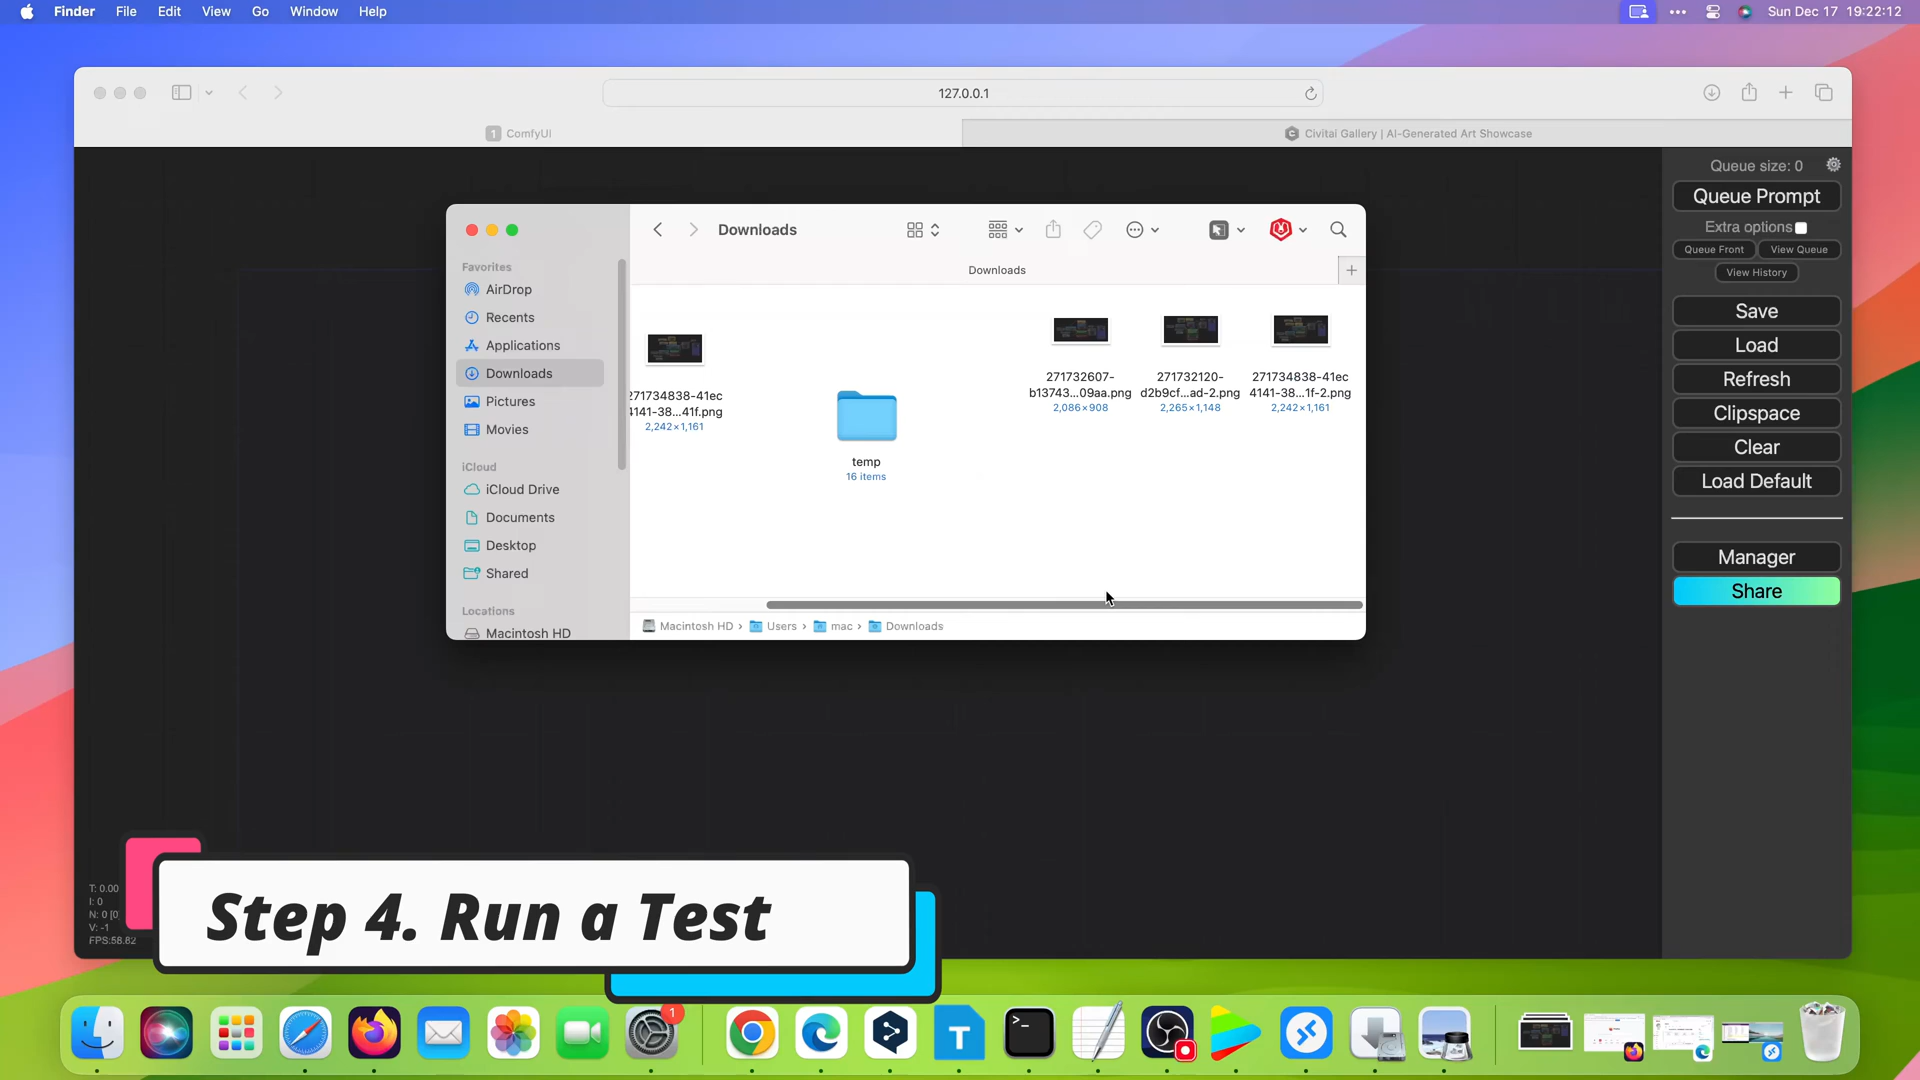 Finder File Edit View Go Window Help
Sun Dec 17 19:22:12
127.0.0.1
1 ComfyUI
Civitai Gallery | AI-Generated Art Showcase
Queue size: 0
Queue Prompt
Extra options
Queue Front View Queue
View History
Save
Load
Refresh
Clipspace
Clear
Load Default
Manager
Share
Downloads
Downloads
Favorites
AirDrop
Recents
Applications
Downloads
Pictures
Movies
iCloud
iCloud Drive
Documents
Desktop
Shared
Locations
Macintosh HD
271734838-41ec
4141-38...41f.png
2,242×1,161
temp
16 items
271732607-
b13743...09aa.png
2,086×908
271732120-
d2b9cf...ad-2.png
2,265×1,148
271734838-41ec
4141-38...1f-2.png
2,242×1,161
Macintosh HD › Users › mac › Downloads
T: 0.00
I: 0
N: 0 [0]
V: -1
FPS:58.82
Step 4. Run a Test
1
T